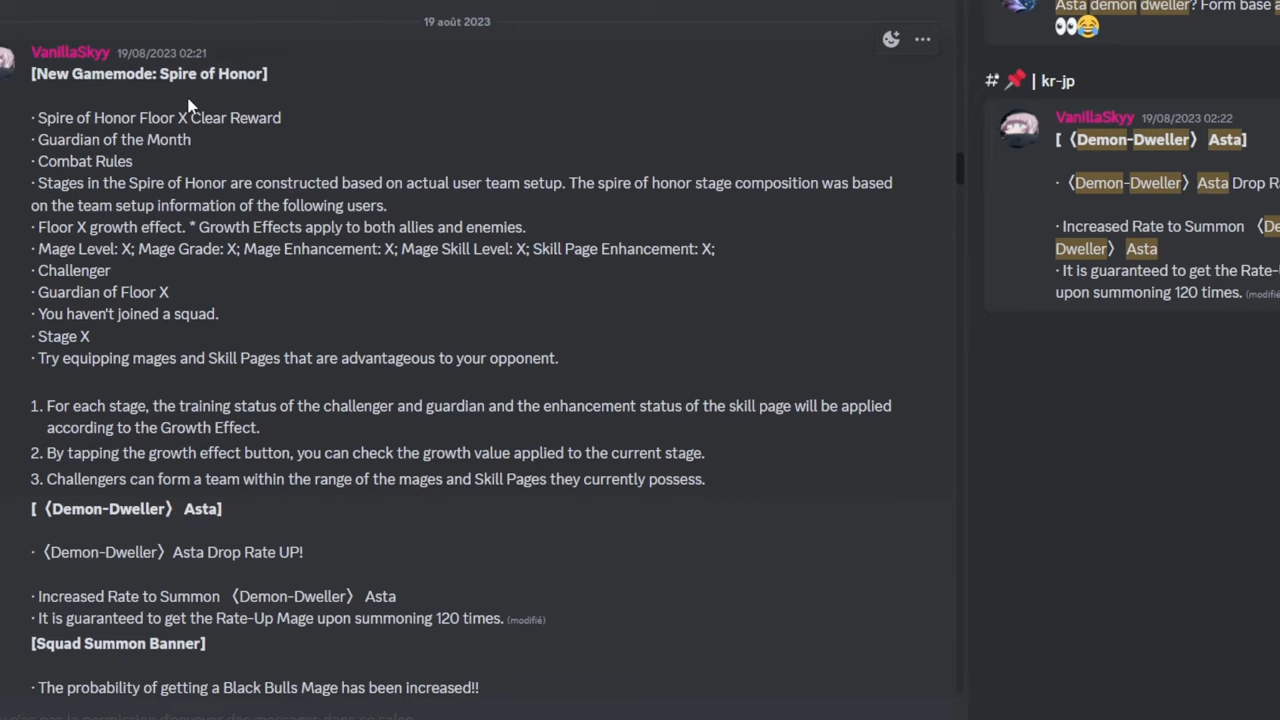 19 août 2023
VanillaSkyy 19/08/2023 02:21
[New Gamemode: Spire of Honor]
· Spire of Honor Floor X Clear Reward
· Guardian of the Month
· Combat Rules
· Stages in the Spire of Honor are constructed based on actual user team setup. The spire of honor stage composition was based
on the team setup information of the following users.
· Floor X growth effect. * Growth Effects apply to both allies and enemies.
· Mage Level: X; Mage Grade: X; Mage Enhancement: X; Mage Skill Level: X; Skill Page Enhancement: X;
· Challenger
· Guardian of Floor X
· You haven't joined a squad.
· Stage X
· Try equipping mages and Skill Pages that are advantageous to your opponent.
1. For each stage, the training status of the challenger and guardian and the enhancement status of the skill page will be applied
according to the Growth Effect.
2. By tapping the growth effect button, you can check the growth value applied to the current stage.
3. Challengers can form a team within the range of the mages and Skill Pages they currently possess.
[〈Demon-Dweller〉 Asta]
· 〈Demon-Dweller〉 Asta Drop Rate UP!
· Increased Rate to Summon 〈Demon-Dweller〉 Asta
· It is guaranteed to get the Rate-Up Mage upon summoning 120 times. (modifié)
[Squad Summon Banner]
· The probability of getting a Black Bulls Mage has been increased!!
Asta demon dweller? Form base
👀😂
# 📌 | kr-jp
VanillaSkyy 19/08/2023 02:22
[〈Demon-Dweller〉 Asta]
· 〈Demon-Dweller〉 Asta Drop
· Increased Rate to Summon
Dweller〉 Asta
· It is guaranteed to get the Rate-
upon summoning 120 times.